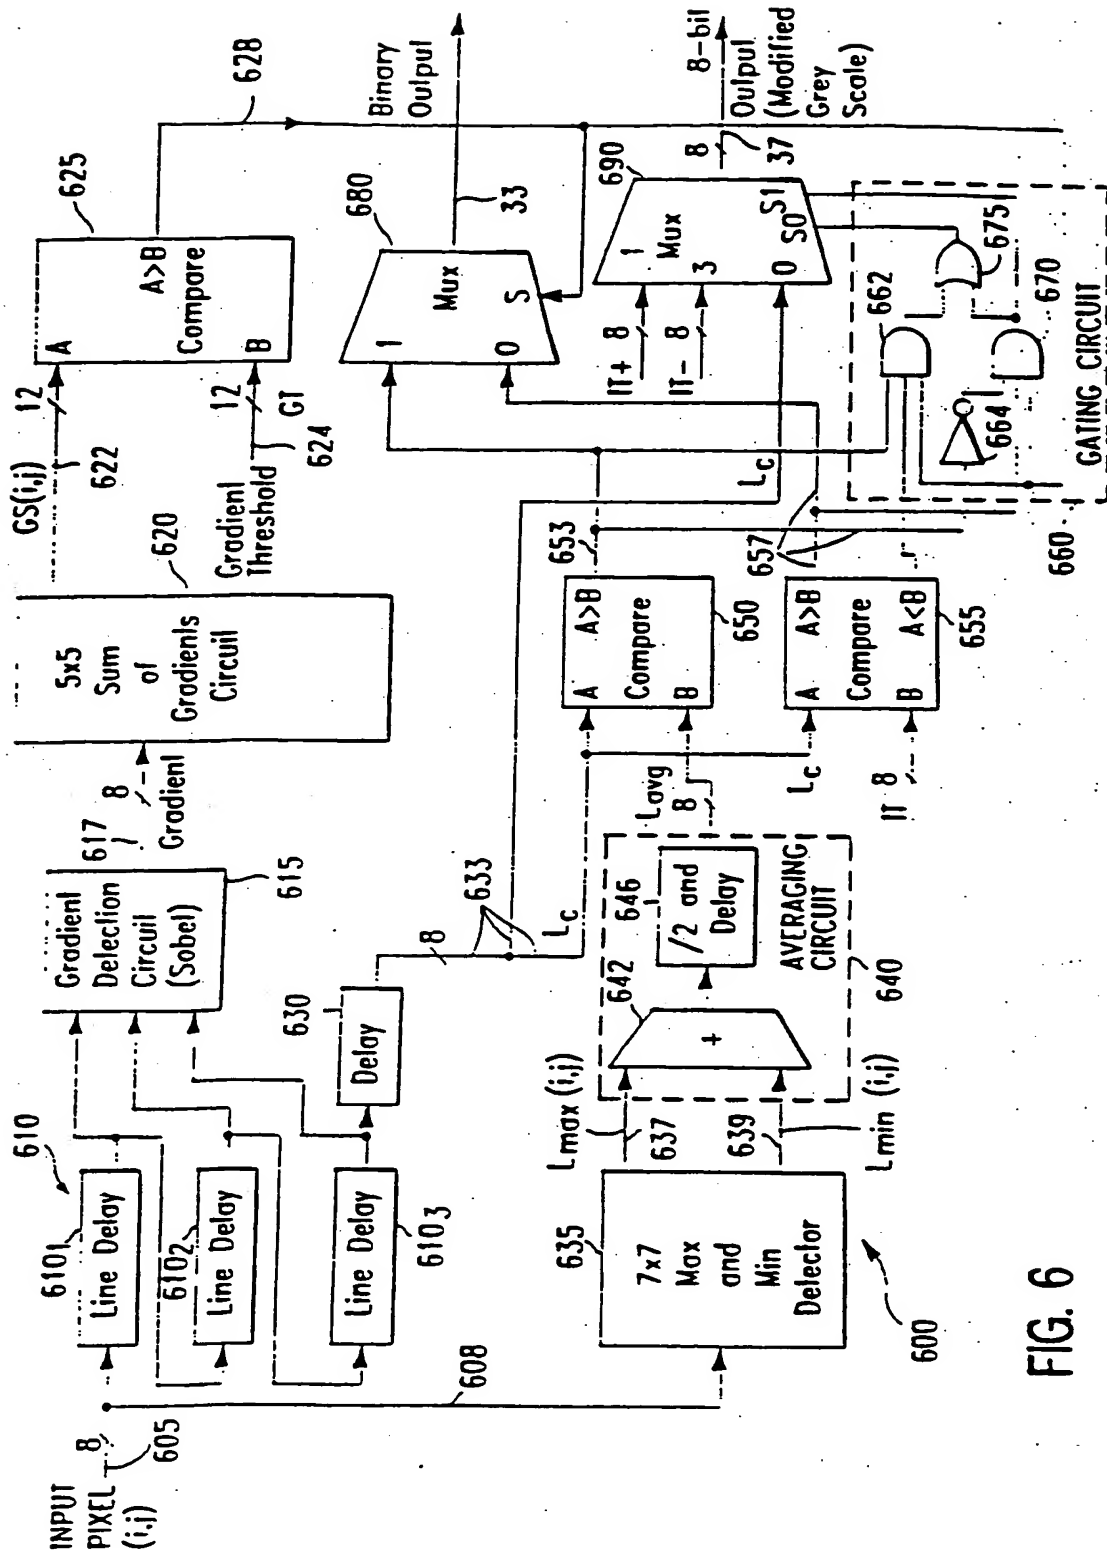 INPUT
PIXEL
(i,j)
8
605
608
610
6101
Line Delay
6102
Line Delay
6103
Line Delay
Gradient
Detection
Circuit
(Sobel)
615
617
8
Gradient
5x5
Sum
of
Gradients
Circuit
620
GS(i,j)
12
622
Gradient
Threshold
12
GT
624
A
A>B
Compare
B
625
628
630
Delay
8
633
Lc
635
7x7
Max
and
Min
Detector
Lmax (i,j)
637
639
Lmin (i,j)
642
+
646
/2 and
Delay
AVERAGING
CIRCUIT
640
Lavg
8
A
A>B
Compare
B
650
653
Lc
IT
8
A
A>B
Compare
B
A<B
655
657
Lc
1
Mux
0
S
680
33
Binary
Output
IT+
8
IT-
8
1
Mux
3
0
S0
S1
690
8
37
8-bit
Output
(Modified
Grey
Scale)
662
664
675
670
GATING CIRCUIT
660
600
FIG. 6